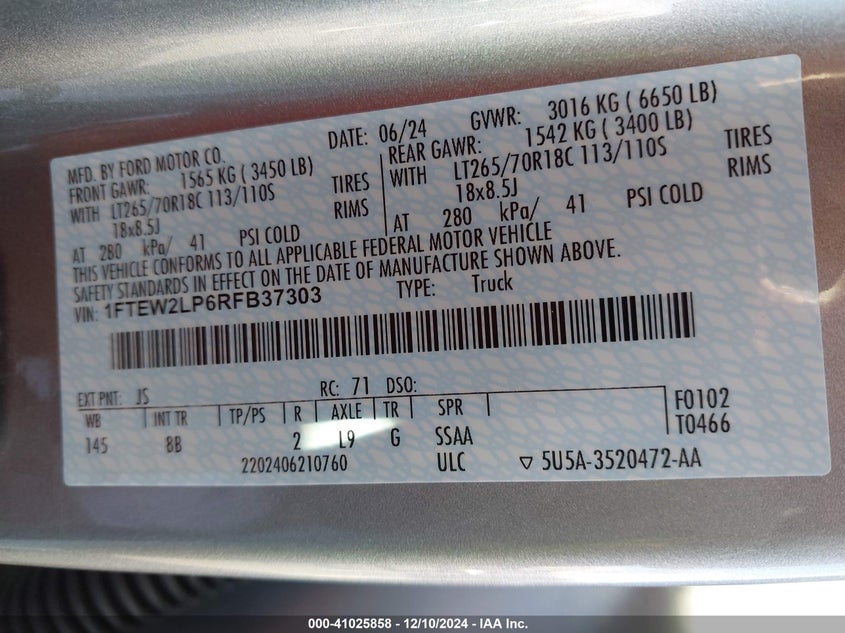 MFD. BY FORD MOTOR CO. DATE: 06/24 GVWR: 3016 KG ( 6650 LB)
FRONT GAWR: 1565 KG ( 3450 LB) REAR GAWR: 1542 KG ( 3400 LB)
WITH LT265/70R18C 113/110S TIRES WITH LT265/70R18C 113/110S TIRES
18x8.5J RIMS 18x8.5J RIMS
AT 280 kPa/ 41 PSI COLD AT 280 kPa/ 41 PSI COLD
THIS VEHICLE CONFORMS TO ALL APPLICABLE FEDERAL MOTOR VEHICLE
SAFETY STANDARDS IN EFFECT ON THE DATE OF MANUFACTURE SHOWN ABOVE.
VIN: 1FTEW2LP6RFB37303 TYPE: Truck
EXT PNT: JS RC: 71 DSO:
WB INT TR TP/PS R AXLE TR SPR F0102
145 8B 2 L9 G SSAA T0466
2202406210760 ULC ▽ 5U5A-3520472-AA
000-41025858 - 12/10/2024 - IAA Inc.